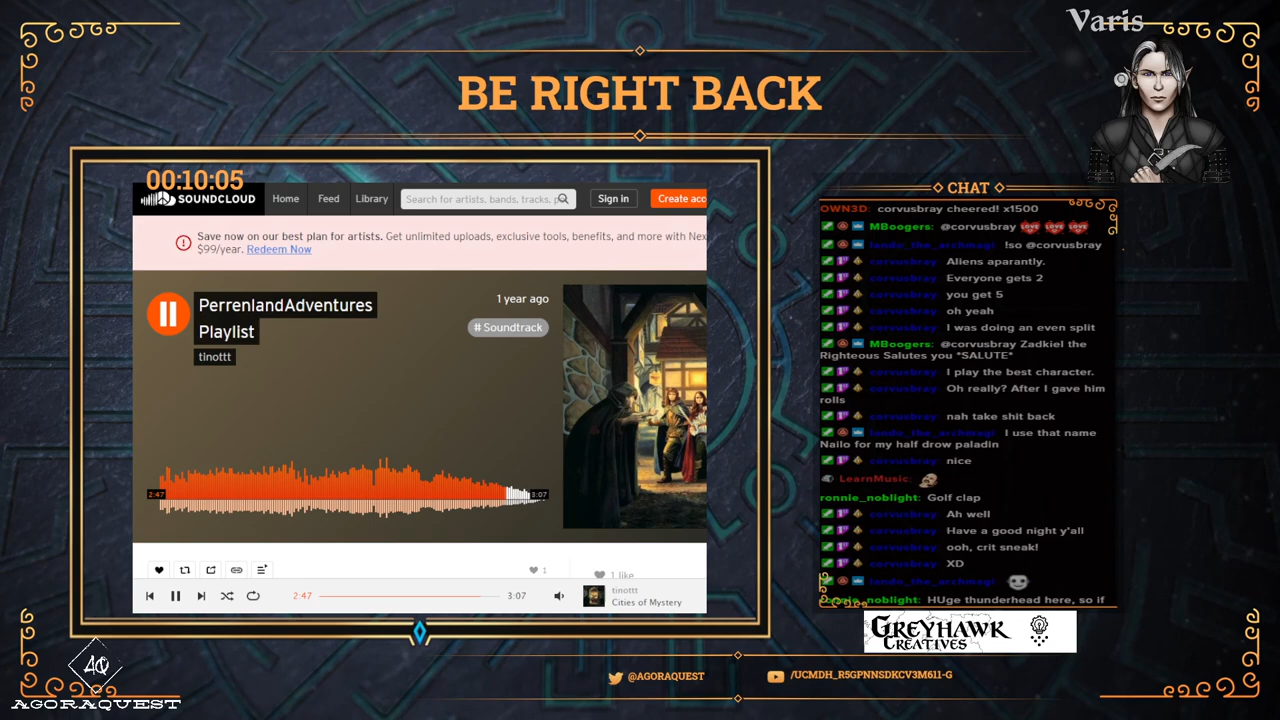 Varis
BE RIGHT BACK
00:10:05
SOUNDCLOUD
Home
Feed
Library
Search for artists, bands, tracks, p
Sign in
Create acc
Save now on our best plan for artists. Get unlimited uploads, exclusive tools, benefits, and more with Nex
$99/year. Redeem Now
PerrenlandAdventures
Playlist
tinottt
1 year ago
# Soundtrack
2:47
3:07
1
1 like
2:47
3:07
tinottt
Cities of Mystery
CHAT
OWN3D: corvusbray cheered! x1500
MBoogers: @corvusbray LOVE LOVE LOVE
lando_the_archmagi: !so @corvusbray
corvusbray: Aliens aparantly.
corvusbray: Everyone gets 2
corvusbray: you get 5
corvusbray: oh yeah
corvusbray: I was doing an even split
MBoogers: @corvusbray Zadkiel the
Righteous Salutes you *SALUTE*
corvusbray: I play the best character.
corvusbray: Oh really? After I gave him
rolls
corvusbray: nah take shit back
lando_the_archmagi: I use that name
Nailo for my half drow paladin
corvusbray: nice
LearnMusic:
ronnie_noblight: Golf clap
corvusbray: Ah well
corvusbray: Have a good night y'all
corvusbray: ooh, crit sneak!
corvusbray: XD
lando_the_archmagi:
ronnie_noblight: HUge thunderhead here, so if
GREYHAWK
CREATIVES
AQ
AGORAQUEST
@AGORAQUEST
/UCMDH_R5GPNNSDKCV3M611-G